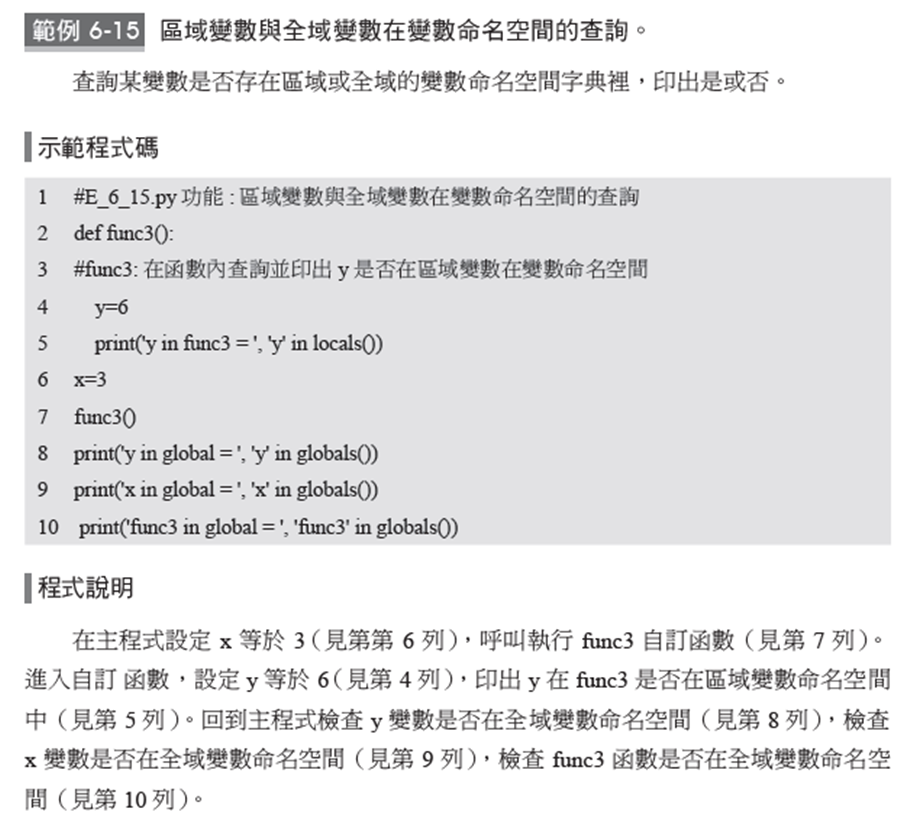 範例 6-15 區域變數與全域變數在變數命名空間的查詢。
查詢某變數是否存在區域或全域的變數命名空間字典裡，印出是或否。
示範程式碼
1 #E_6_15.py 功能 : 區域變數與全域變數在變數命名空間的查詢
2 def func3():
3 #func3: 在函數內查詢並印出 y 是否在區域變數在變數命名空間
4 y=6
5 print('y in func3 = ', 'y' in locals())
6 x=3
7 func3()
8 print('y in global = ', 'y' in globals())
9 print('x in global = ', 'x' in globals())
10 print('func3 in global = ', 'func3' in globals())
程式說明
在主程式設定 x 等於 3（見第第 6 列），呼叫執行 func3 自訂函數（見第 7 列）。
進入自訂 函數，設定 y 等於 6（見第 4 列），印出 y 在 func3 是否在區域變數命名空間
中（見第 5 列）。回到主程式檢查 y 變數是否在全域變數命名空間（見第 8 列），檢查
x 變數是否在全域變數命名空間（見第 9 列），檢查 func3 函數是否在全域變數命名空
間（見第 10 列）。